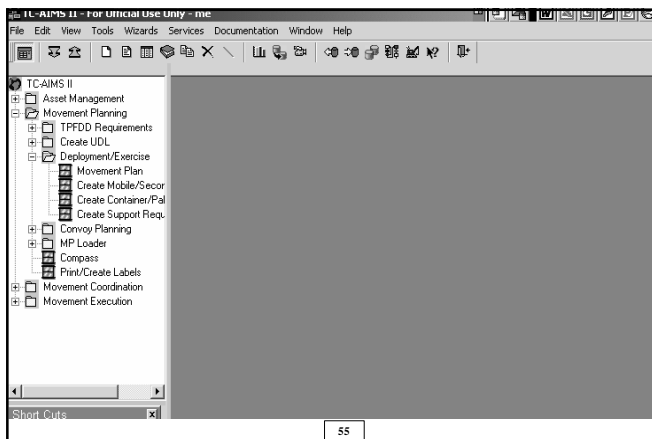 TC-AIMS II - For Official Use Only - me
File Edit View Tools Wizards Services Documentation Window Help
TC-AIMS II
Asset Management
Movement Planning
TPFDD Requirements
Create UDL
Deployment/Exercise
Movement Plan
Create Mobile/Secor
Create Container/Pal
Create Support Requ
Convoy Planning
MP Loader
Compass
Print/Create Labels
Movement Coordination
Movement Execution
Short Cuts
55